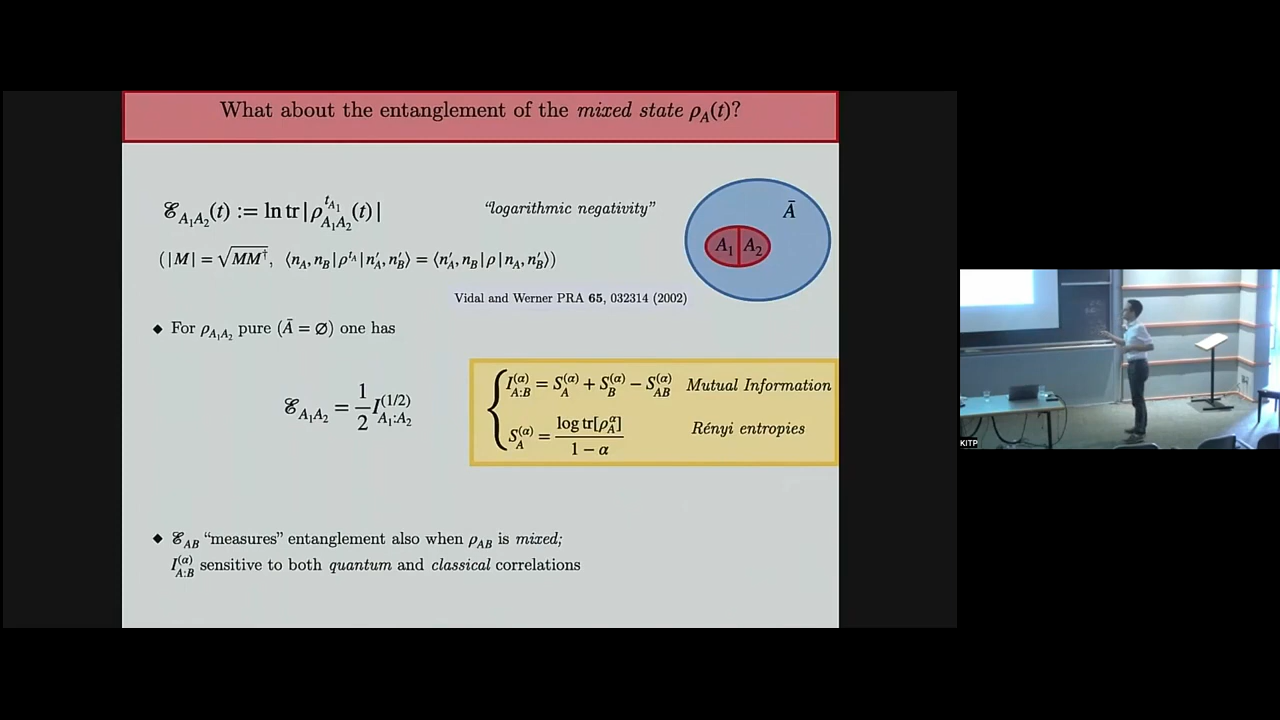 What about the entanglement of the mixed state ρ_A(t)?
ℰ_{A₁A₂}(t) := ln tr|ρ^{t_{A₁}}_{A₁A₂}(t)| "logarithmic negativity"
Ā
A₁ A₂
(|M| = √(MM†), ⟨n_A, n_B|ρ^{t_A}|n′_A, n′_B⟩ = ⟨n′_A, n_B|ρ|n_A, n′_B⟩)
Vidal and Werner PRA 65, 032314 (2002)
◆ For ρ_{A₁A₂} pure (Ā = ∅) one has
ℰ_{A₁A₂} = 1/2 I^{(1/2)}_{A₁:A₂}
I^{(α)}_{A:B} = S^{(α)}_A + S^{(α)}_B − S^{(α)}_{AB} Mutual Information
S^{(α)}_A = log tr[ρ^α_A] / (1 − α) Rényi entropies
◆ ℰ_{AB} "measures" entanglement also when ρ_{AB} is mixed;
I^{(α)}_{A:B} sensitive to both quantum and classical correlations
KITP